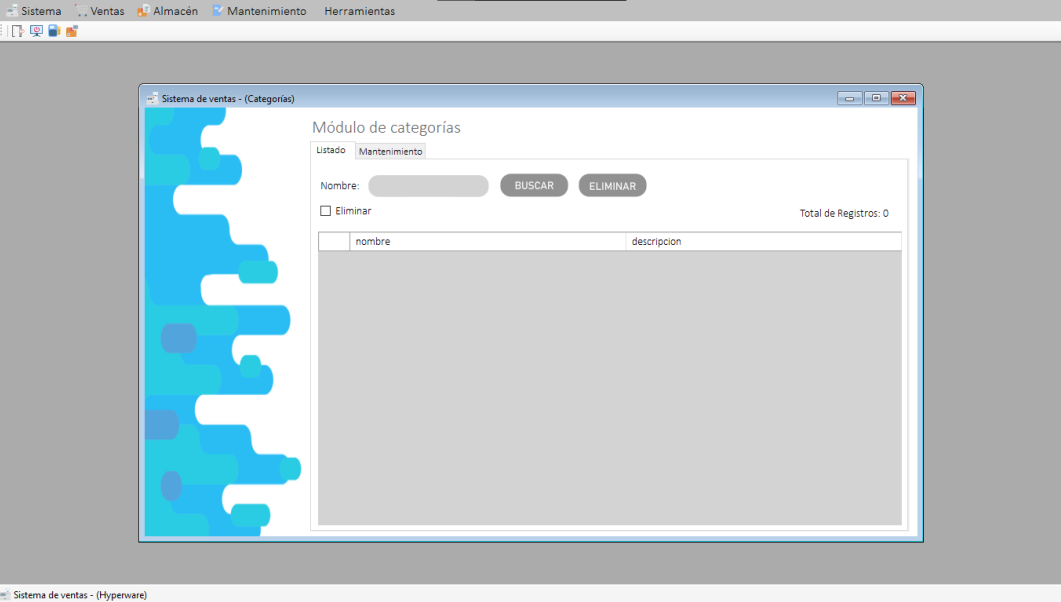 Sistema Ventas Almacén Mantenimiento Herramientas
Sistema de ventas - (Categorías)
Módulo de categorías
Listado Mantenimiento
Nombre: BUSCAR ELIMINAR
Eliminar
Total de Registros: 0
nombre descripcion
Sistema de ventas - (Hyperware)